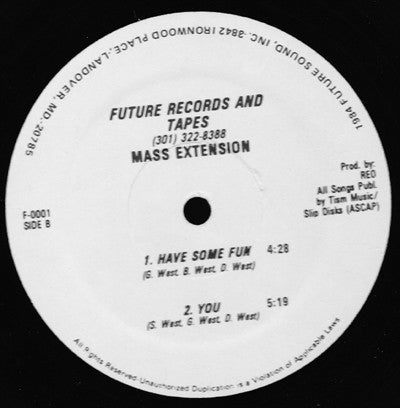 1984 FUTURE SOUND, INC.-3842 IRONWOOD PLACE, LANDOVER, MD. 20785
FUTURE RECORDS AND
TAPES
(301) 322-8388
MASS EXTENSION
Prod. by:
REO
All Songs Publ.
by Tism Music/
Slip Disks (ASCAP)
F-0001
SIDE B
1. HAVE SOME FUN 4:28
(G. West, B. West, D. West)
2. YOU 5:19
(S. West, G. West, D. West)
All Rights Reserved-Unauthorized Duplication is a Violation of Applicable Laws